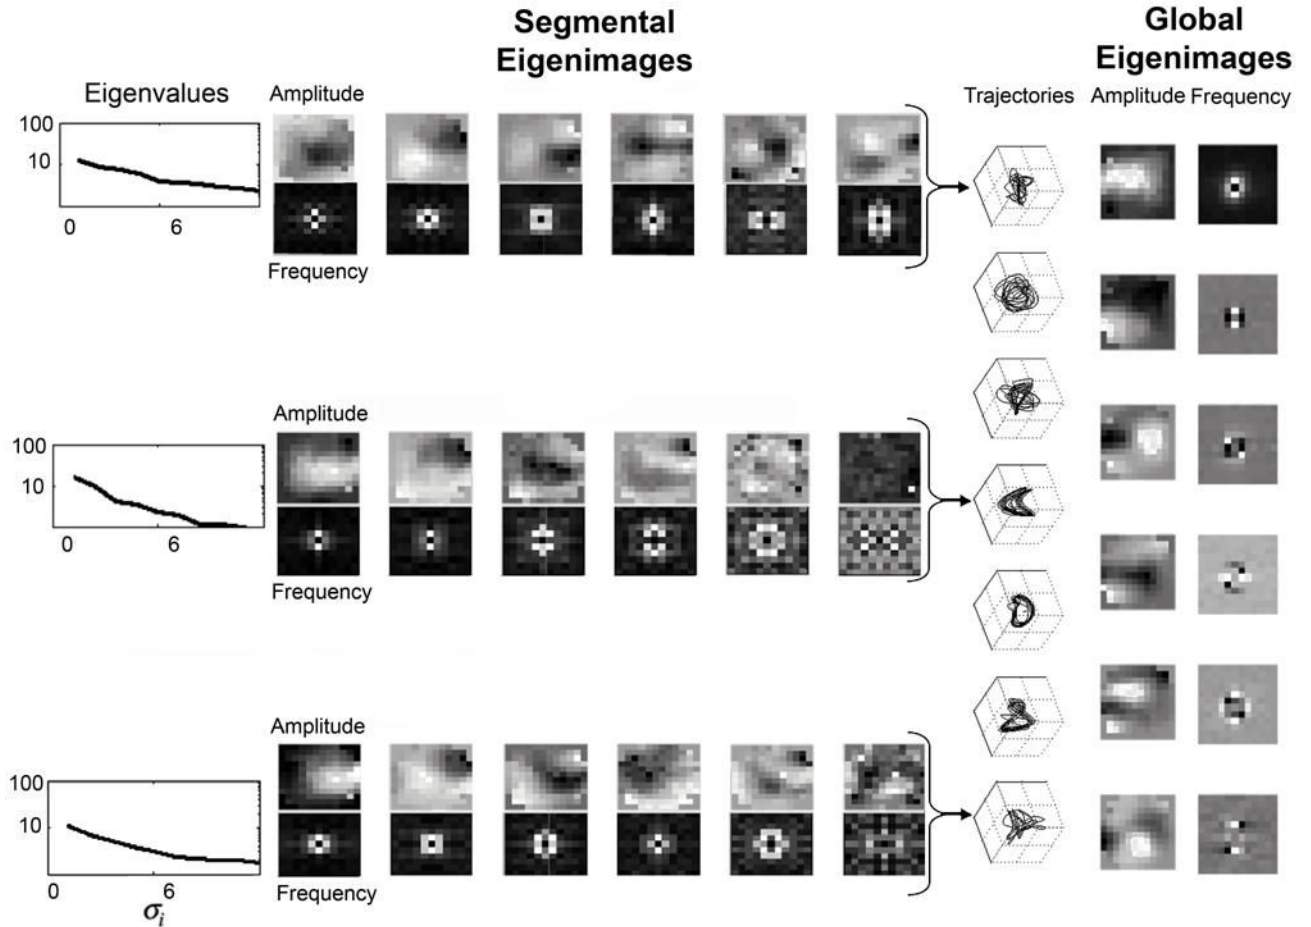 Segmental
Eigenimages
Global
Eigenimages
Eigenvalues
Amplitude
Trajectories
Amplitude Frequency
100
10
0 6
Frequency
Amplitude
100
10
0 6
Frequency
Amplitude
100
10
0 6
σi
Frequency